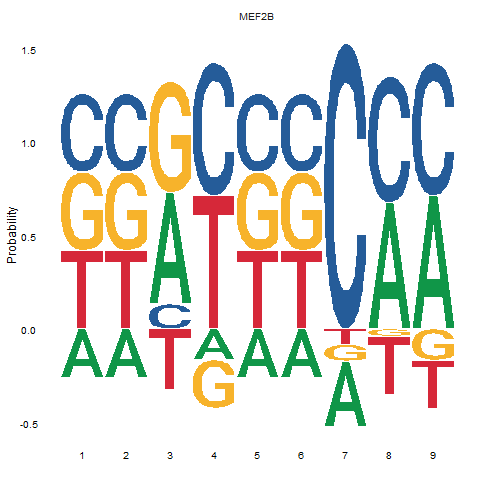 MEF2B
1.5
1.0
0.5
0.0
-0.5
Probability
C C G C C C C C C
G G A T G G A A
T T C T T
A A T A A A T G G
G G T T
A
1 2 3 4 5 6 7 8 9